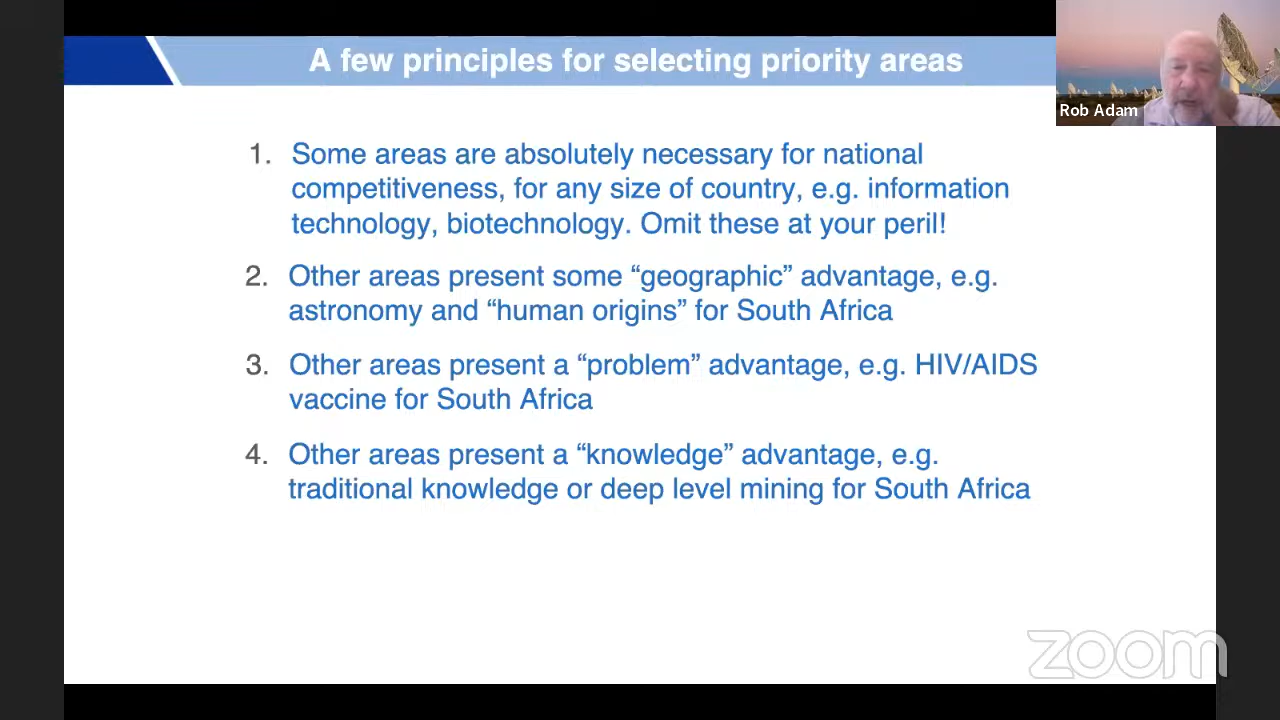 A few principles for selecting priority areas
Rob Adam
1. Some areas are absolutely necessary for national
competitiveness, for any size of country, e.g. information
technology, biotechnology. Omit these at your peril!
2. Other areas present some “geographic” advantage, e.g.
astronomy and “human origins” for South Africa
3. Other areas present a “problem” advantage, e.g. HIV/AIDS
vaccine for South Africa
4. Other areas present a “knowledge” advantage, e.g.
traditional knowledge or deep level mining for South Africa
zoom